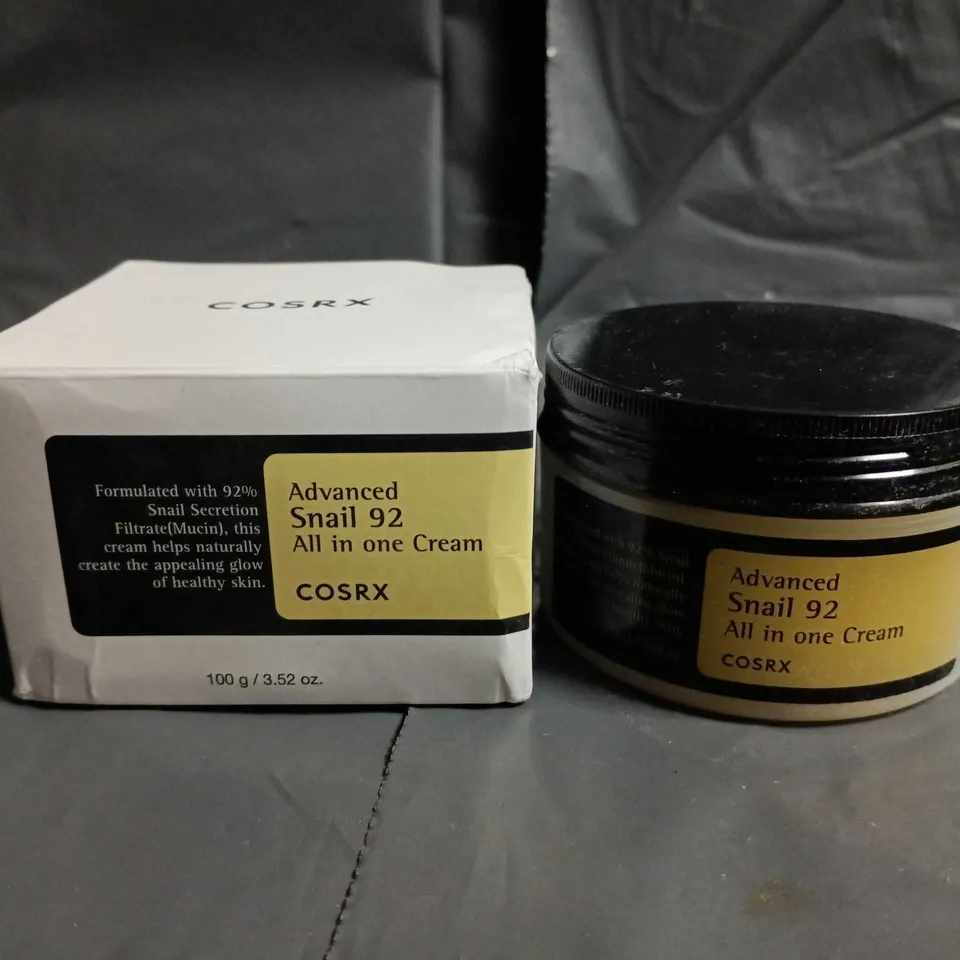 COSRX
Formulated with 92%
Snail Secretion
Filtrate(Mucin), this
cream helps naturally
create the appealing glow
of healthy skin.
Advanced
Snail 92
All in one Cream
COSRX
100 g / 3.52 oz.
Advanced
Snail 92
All in one Cream
COSRX